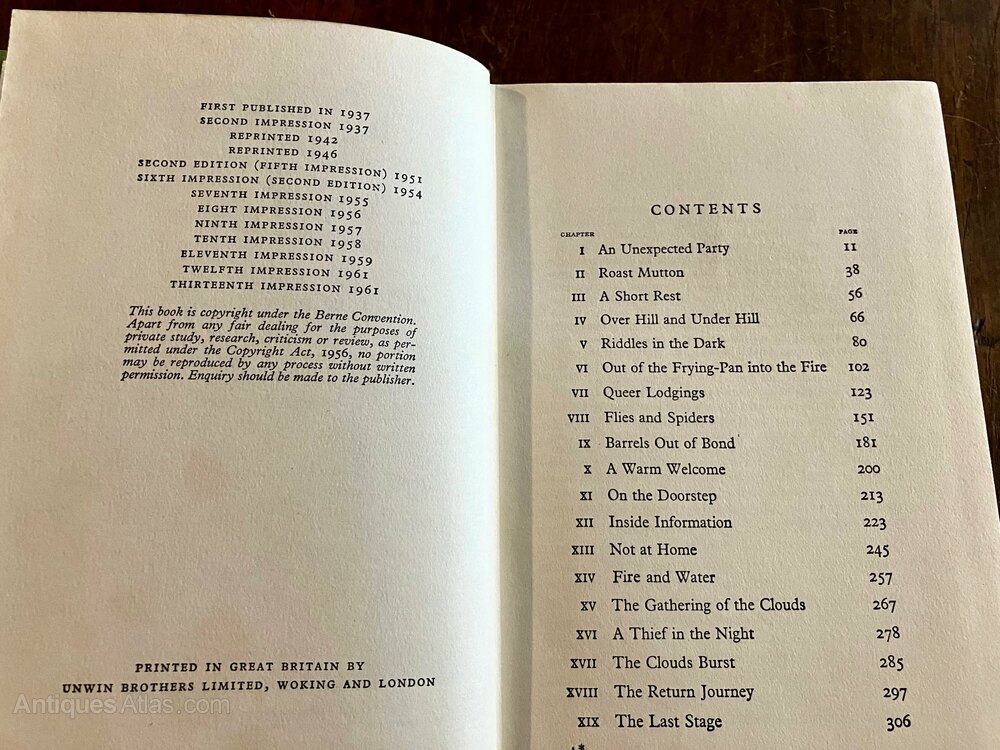 FIRST PUBLISHED IN 1937
SECOND IMPRESSION 1937
REPRINTED 1942
REPRINTED 1946
SECOND EDITION (FIFTH IMPRESSION) 1951
SIXTH IMPRESSION (SECOND EDITION) 1954
SEVENTH IMPRESSION 1955
EIGHT IMPRESSION 1956
NINTH IMPRESSION 1957
TENTH IMPRESSION 1958
ELEVENTH IMPRESSION 1959
TWELFTH IMPRESSION 1961
THIRTEENTH IMPRESSION 1961
This book is copyright under the Berne Convention.
Apart from any fair dealing for the purposes of
private study, research, criticism or review, as per-
mitted under the Copyright Act, 1956, no portion
may be reproduced by any process without written
permission. Enquiry should be made to the publisher.
PRINTED IN GREAT BRITAIN BY
UNWIN BROTHERS LIMITED, WOKING AND LONDON
AntiquesAtlas.com
CONTENTS
CHAPTER PAGE
I An Unexpected Party 11
II Roast Mutton 38
III A Short Rest 56
IV Over Hill and Under Hill 66
V Riddles in the Dark 80
VI Out of the Frying-Pan into the Fire 102
VII Queer Lodgings 123
VIII Flies and Spiders 151
IX Barrels Out of Bond 181
X A Warm Welcome 200
XI On the Doorstep 213
XII Inside Information 223
XIII Not at Home 245
XIV Fire and Water 257
XV The Gathering of the Clouds 267
XVI A Thief in the Night 278
XVII The Clouds Burst 285
XVIII The Return Journey 297
XIX The Last Stage 306